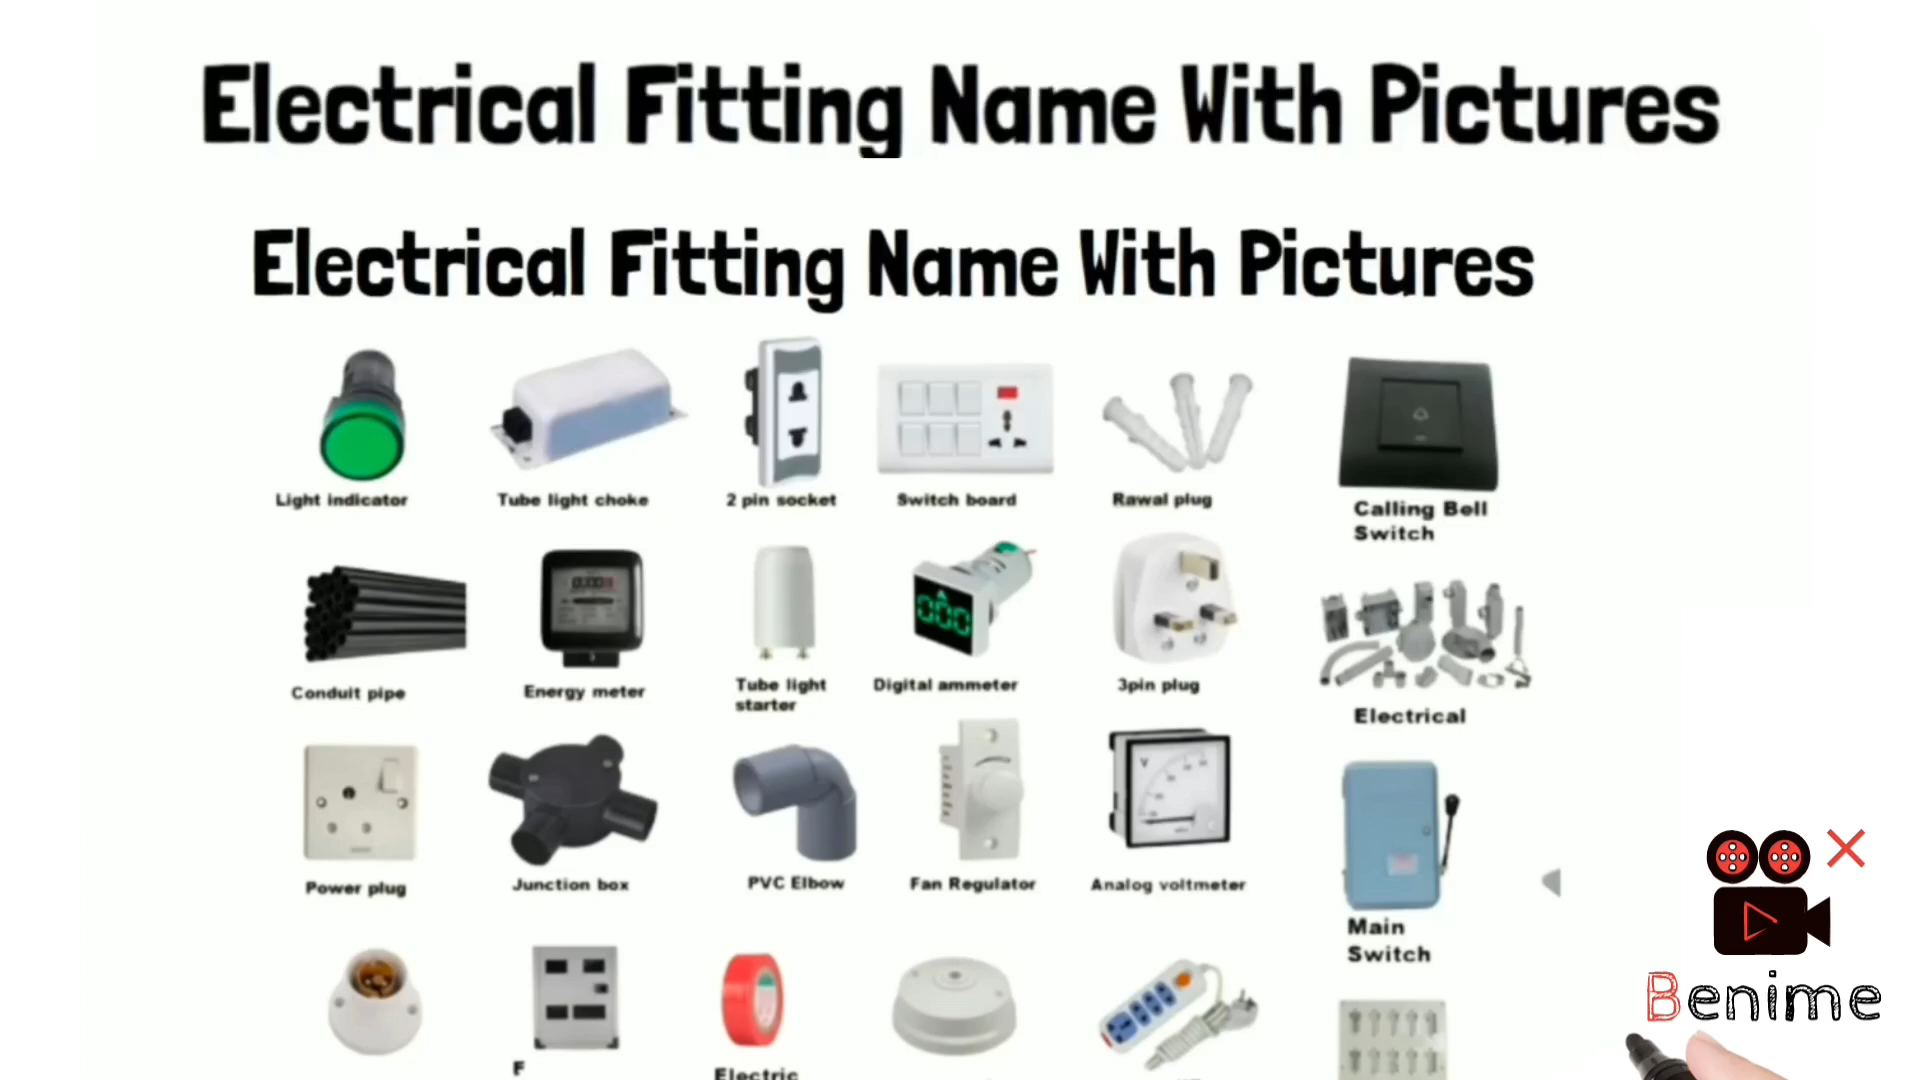 Electrical Fitting Name With Pictures
Electrical Fitting Name With Pictures
Light indicator
Tube light choke
2 pin socket
Switch board
Rawal plug
Calling Bell
Switch
Conduit pipe
Energy meter
Tube light
starter
Digital ammeter
3pin plug
Electrical
Power plug
Junction box
PVC Elbow
Fan Regulator
V
Analog voltmeter
Main
Switch
F
Electric
Benime